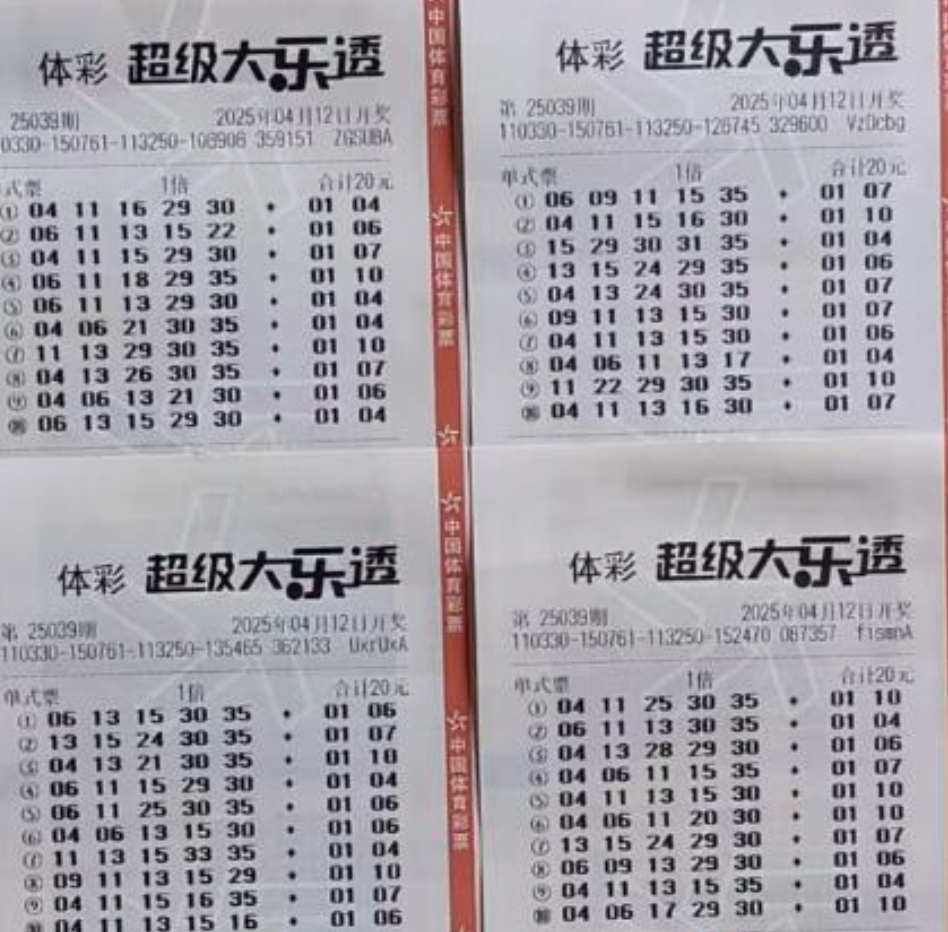 体彩 超级大乐透
25039期 2025年04月12日开奖
0330-150761-113250-108906 359151 ZGSUBA
式票 1倍 合计20元
① 04 11 16 29 30 + 01 04
② 06 11 13 15 22 + 01 06
③ 04 11 15 29 30 + 01 07
④ 06 11 18 29 35 + 01 10
⑤ 06 11 13 29 30 + 01 04
⑥ 04 06 21 30 35 + 01 04
⑦ 11 13 29 30 35 + 01 10
⑧ 04 13 26 30 35 + 01 07
⑨ 04 06 13 21 30 + 01 06
⑩ 06 13 15 29 30 + 01 04
中国体育彩票
中国体育彩票
体彩 超级大乐透
第 25039期 2025年04月12日开奖
110330-150761-113250-126745 329600 VzDcbg
单式票 1倍 合计20元
① 06 09 11 15 35 + 01 07
② 04 11 15 16 30 + 01 10
③ 15 29 30 31 35 + 01 04
④ 13 15 24 29 35 + 01 06
⑤ 04 13 24 30 35 + 01 07
⑥ 09 11 13 15 30 + 01 07
⑦ 04 11 13 15 30 + 01 06
⑧ 04 06 11 13 17 + 01 04
⑨ 11 22 29 30 35 + 01 10
⑩ 04 11 13 16 30 + 01 07
体彩 超级大乐透
第 25039期 2025年04月12日开奖
110330-150761-113250-135465 362133 UxrUxA
单式票 1倍 合计20元
① 06 13 15 30 35 + 01 06
② 13 15 24 30 35 + 01 07
③ 04 13 21 30 35 + 01 10
④ 06 11 15 29 30 + 01 04
⑤ 06 11 25 30 35 + 01 06
⑥ 04 06 13 15 30 + 01 06
⑦ 11 13 15 33 35 + 01 04
⑧ 09 11 13 15 29 + 01 10
⑨ 04 11 15 16 35 + 01 07
⑩ 04 11 13 15 16 + 01 06
中国体育彩票
中国体育彩票
体彩 超级大乐透
第 25039期 2025年04月12日开奖
110330-150761-113250-152470 087357 fismnA
单式票 1倍 合计20元
① 04 11 25 30 35 + 01 10
② 06 11 13 30 35 + 01 04
③ 04 13 28 29 30 + 01 06
④ 04 06 11 15 35 + 01 07
⑤ 04 11 13 15 30 + 01 10
⑥ 04 06 11 20 30 + 01 10
⑦ 13 15 24 29 30 + 01 07
⑧ 06 09 13 29 30 + 01 06
⑨ 04 11 13 15 35 + 01 04
⑩ 04 06 17 29 30 + 01 10